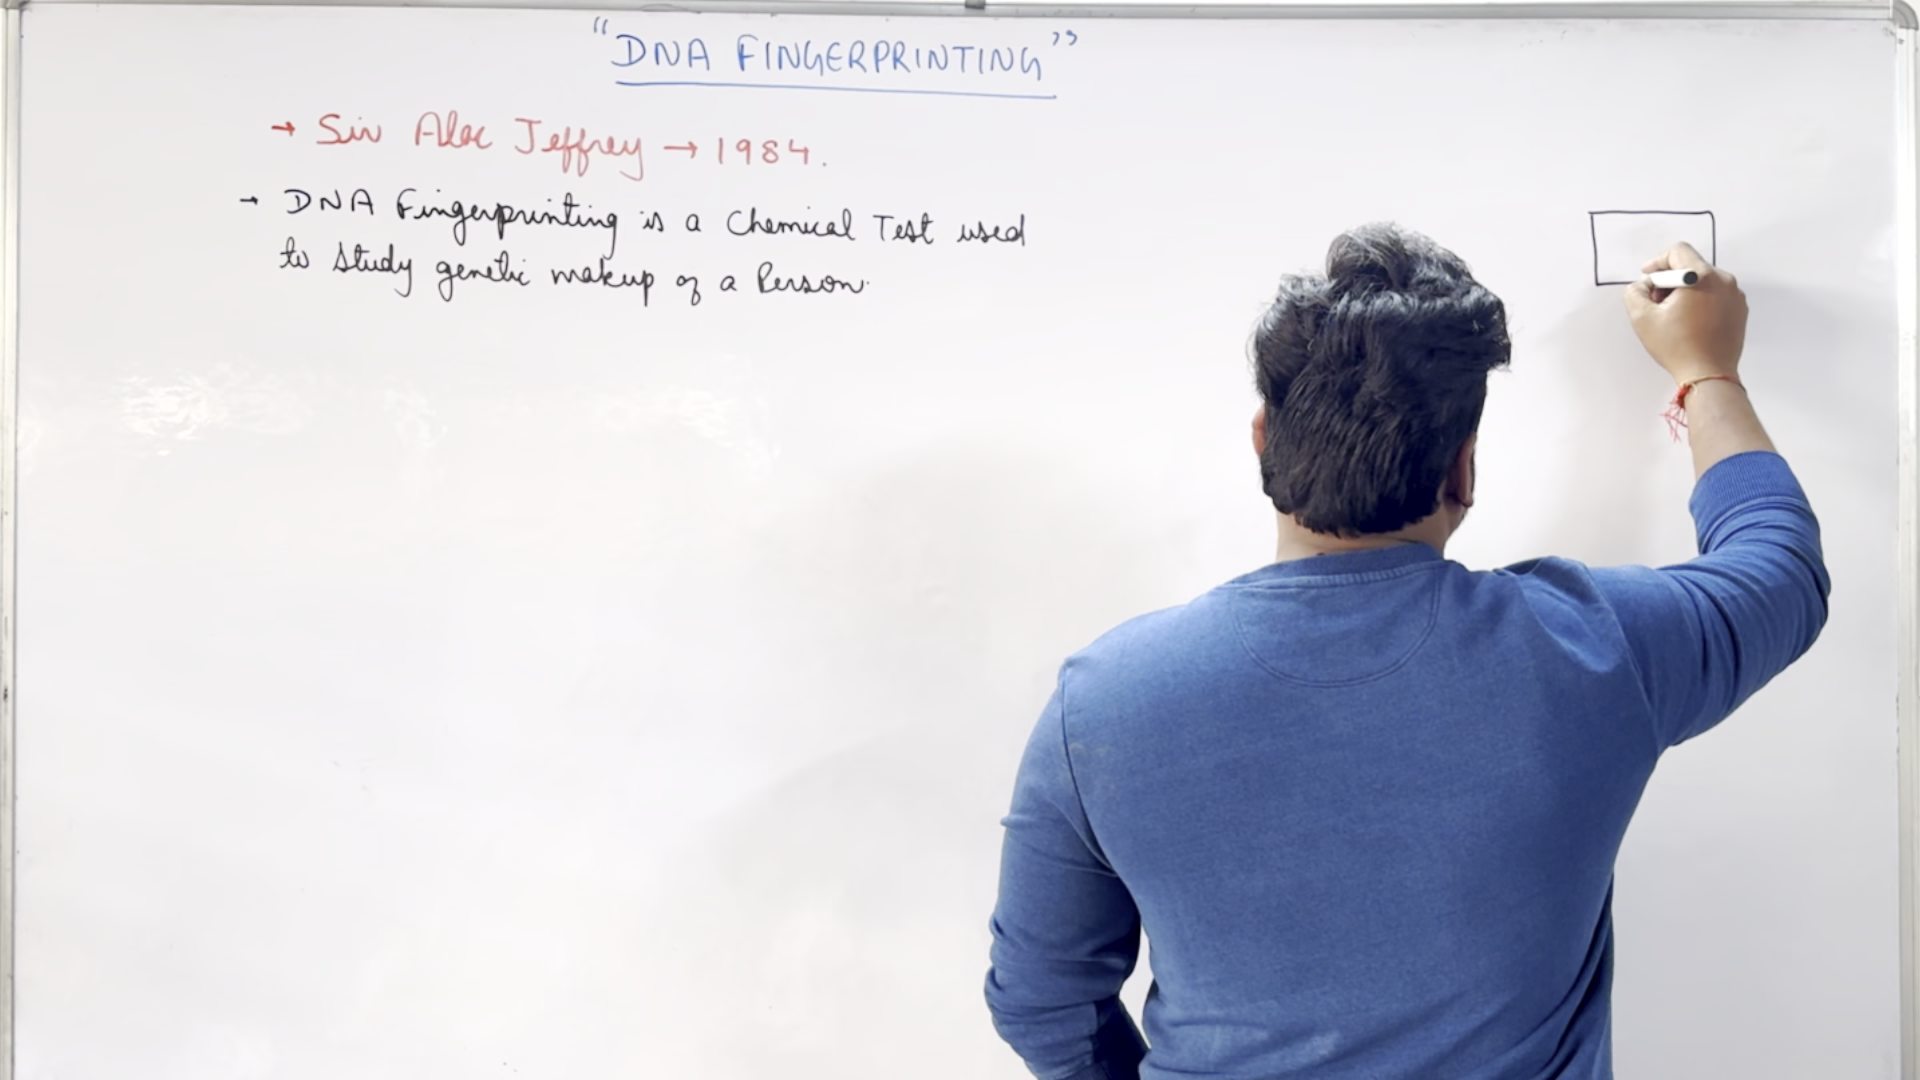 "DNA FINGERPRINTING"
→ Sir Alec Jeffrey → 1984.
→ DNA Fingerprinting is a Chemical Test used
to study genetic makeup of a Person.